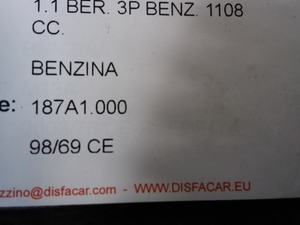 1.1 BER. 3P BENZ. 1108
CC.
BENZINA
e: 187A1.000
98/69 CE
zzino@disfacar.com - WWW.DISFACAR.EU